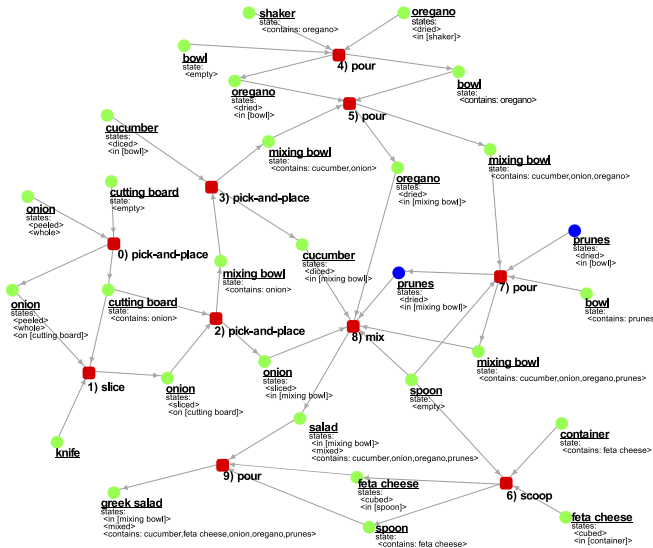 shaker
state:
<contains: oregano>
oregano
states:
<dried>
<in [shaker]>
bowl
state:
<empty>
4) pour
oregano
states:
<dried>
<in [bowl]>
bowl
state:
<contains: oregano>
5) pour
cucumber
states:
<diced>
<in [bowl]>
mixing bowl
state:
<contains: cucumber,onion>
mixing bowl
state:
<contains: cucumber,onion,oregano>
oregano
states:
<dried>
<in [mixing bowl]>
3) pick-and-place
cutting board
state:
<empty>
onion
states:
<peeled>
<whole>
0) pick-and-place
prunes
states:
<dried>
<in [bowl]>
cucumber
states:
<diced>
<in [mixing bowl]>
mixing bowl
state:
<contains: onion>
prunes
states:
<dried>
<in [mixing bowl]>
7) pour
onion
states:
<peeled>
<whole>
<on [cutting board]>
cutting board
state:
<contains: onion>
bowl
state:
<contains: prunes
2) pick-and-place
8) mix
mixing bowl
state:
<contains: cucumber,onion,oregano,prunes>
onion
states:
<sliced>
<in [mixing bowl]>
1) slice
onion
states:
<sliced>
<on [cutting board]>
spoon
state:
<empty>
knife
salad
states:
<in [mixing bowl]>
<mixed>
<contains: cucumber,onion,oregano,prunes>
container
state:
<contains: feta cheese>
9) pour
feta cheese
states:
<cubed>
<in [spoon]>
6) scoop
greek salad
states:
<in [mixing bowl]>
<mixed>
<contains: cucumber,feta cheese,onion,oregano,prunes>
spoon
state:
<contains: feta cheese>
feta cheese
states:
<cubed>
<in [container]>